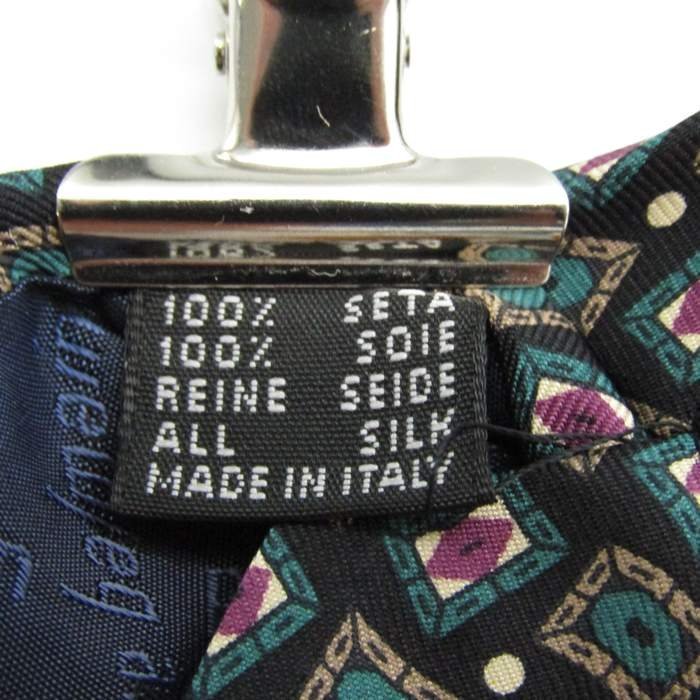 100% SETA
100% SOIE
REINE SEIDE
ALL SILK
MADE IN ITALY